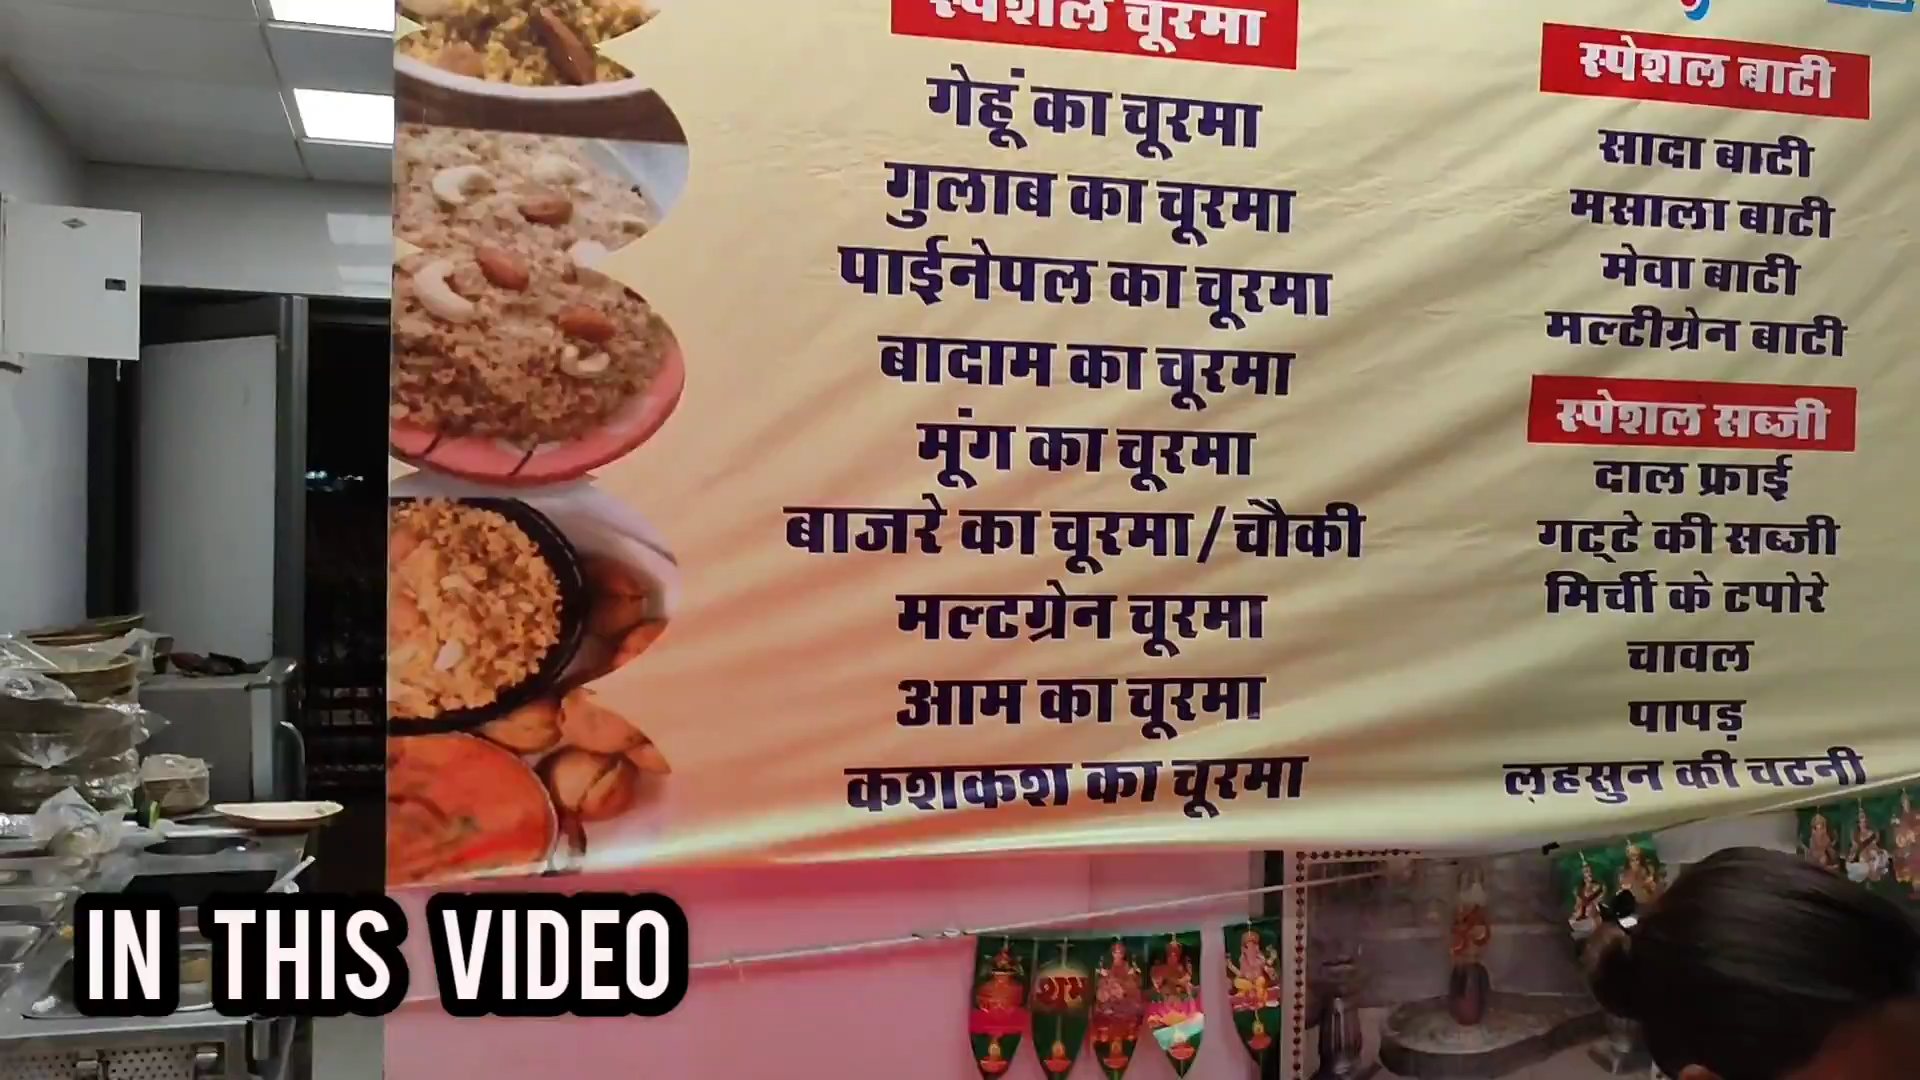 स्पेशल चूरमा
गेहूं का चूरमा
गुलाब का चूरमा
पाईनेपल का चूरमा
बादाम का चूरमा
मूंग का चूरमा
बाजरे का चूरमा/चौकी
मल्टग्रेन चूरमा
आम का चूरमा
कशकश का चूरमा
स्पेशल बाटी
सादा बाटी
मसाला बाटी
मेवा बाटी
मल्टीग्रेन बाटी
स्पेशल सब्जी
दाल फ्राई
गट्टे की सब्जी
मिर्ची के टपोरे
चावल
पापड़
लहसुन की चटनी
IN THIS VIDEO
शुभ